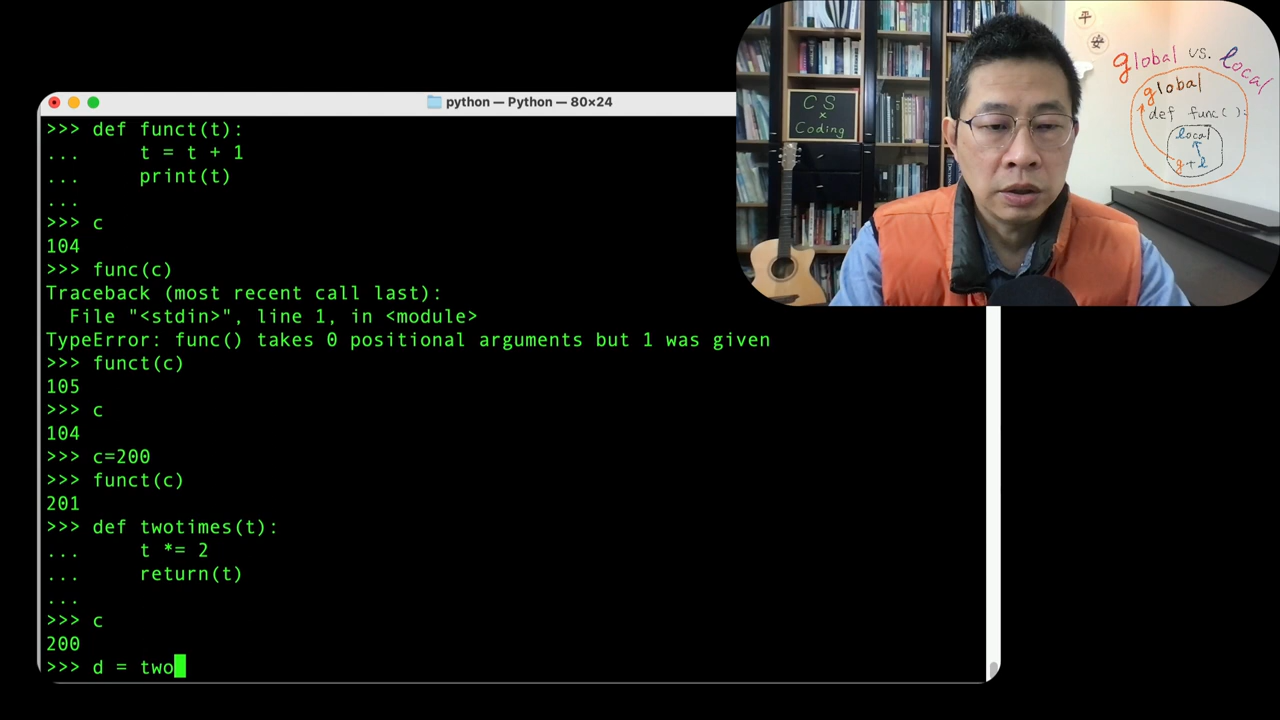 python — Python — 80×24
>>> def funct(t):
...     t = t + 1
...     print(t)
...
>>> c
104
>>> func(c)
Traceback (most recent call last):
  File "<stdin>", line 1, in <module>
TypeError: func() takes 0 positional arguments but 1 was given
>>> funct(c)
105
>>> c
104
>>> c=200
>>> funct(c)
201
>>> def twotimes(t):
...     t *= 2
...     return(t)
...
>>> c
200
>>> d = two
CS
×
Coding
平
安
global vs. local
global
def func():
local
g+l